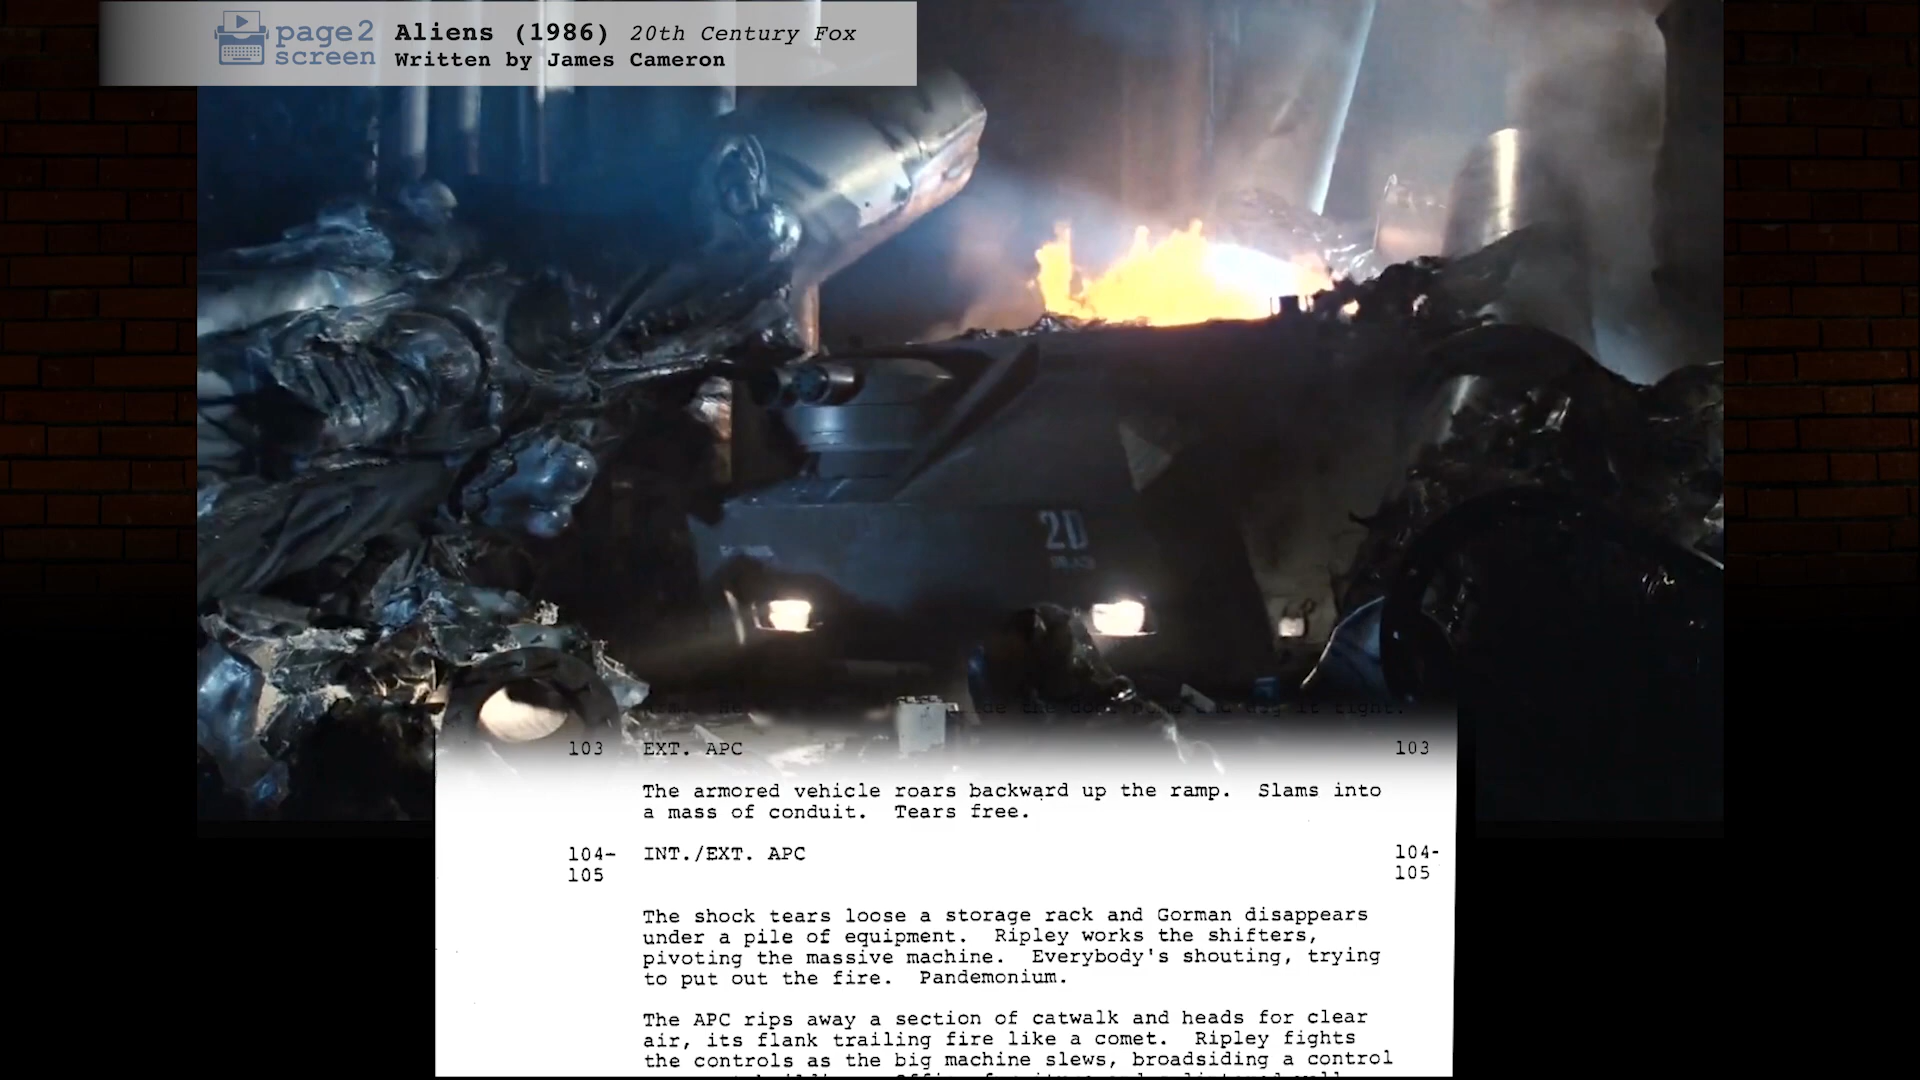 page2
screen
Aliens (1986) 20th Century Fox
Written by James Cameron
2D
the door
tight.
103 EXT. APC 103
The armored vehicle roars backward up the ramp. Slams into
a mass of conduit. Tears free.
104- INT./EXT. APC 104-
105 105
The shock tears loose a storage rack and Gorman disappears
under a pile of equipment. Ripley works the shifters,
pivoting the massive machine. Everybody's shouting, trying
to put out the fire. Pandemonium.
The APC rips away a section of catwalk and heads for clear
air, its flank trailing fire like a comet. Ripley fights
the controls as the big machine slews, broadsiding a control